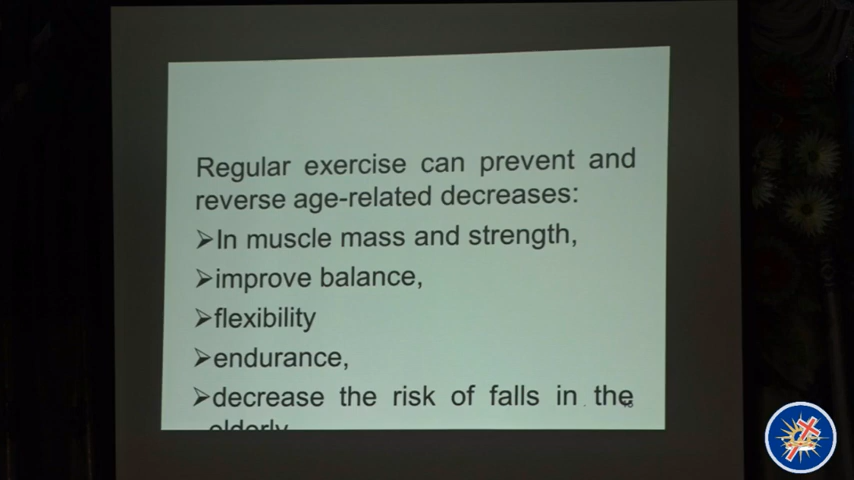 Regular exercise can prevent and
reverse age-related decreases:
➢In muscle mass and strength,
➢improve balance,
➢flexibility
➢endurance,
➢decrease the risk of falls in the
elderly